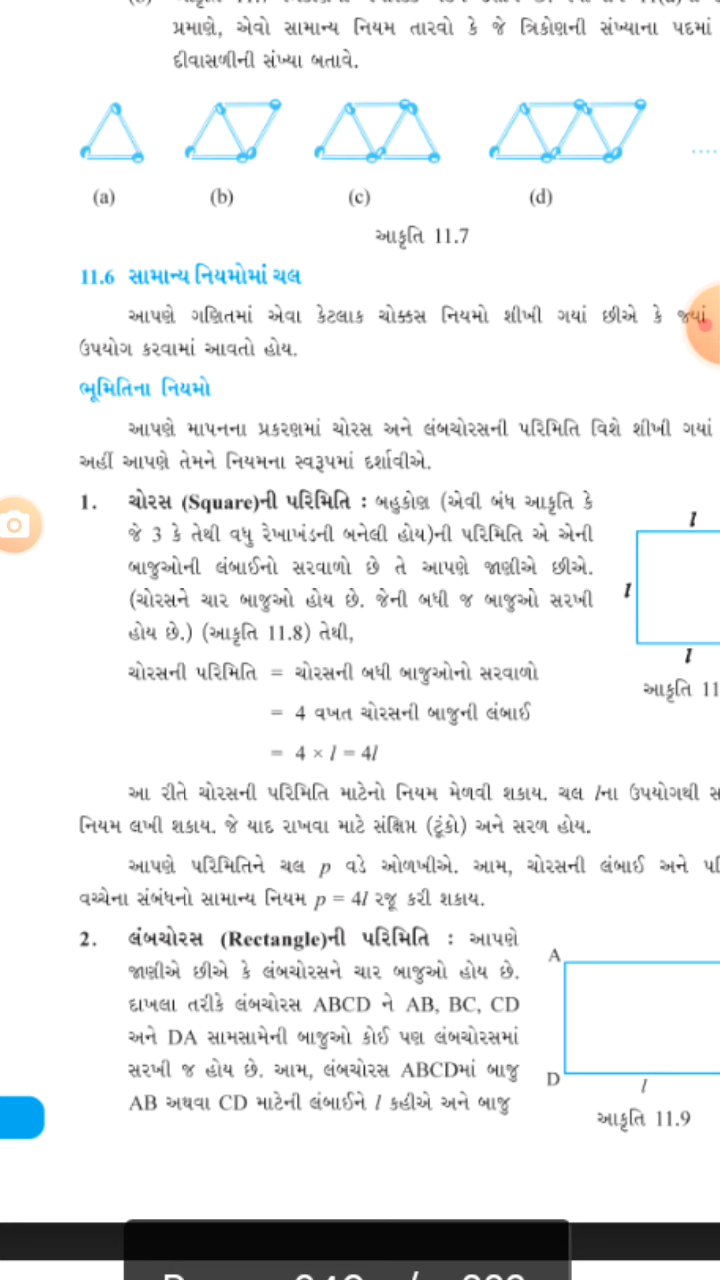 પ્રમાણે, એવો સામાન્ય નિયમ તારવો કે જે ત્રિકોણની સંખ્યાના પદમાં
દીવાસળીની સંખ્યા બતાવે.
(a) (b) (c) (d)
આકૃતિ 11.7
11.6 સામાન્ય નિયમોમાં ચલ
આપણે ગણિતમાં એવા કેટલાક ચોક્કસ નિયમો શીખી ગયાં છીએ કે જ્યાં
ઉપયોગ કરવામાં આવતો હોય.
ભૂમિતિના નિયમો
આપણે માપનના પ્રકરણમાં ચોરસ અને લંબચોરસની પરિમિતિ વિશે શીખી ગયાં
અહીં આપણે તેમને નિયમના સ્વરૂપમાં દર્શાવીએ.
1. ચોરસ (Square)ની પરિમિતિ : બહુકોણ (એવી બંધ આકૃતિ કે
જે 3 કે તેથી વધુ રેખાખંડની બનેલી હોય)ની પરિમિતિ એ એની
બાજુઓની લંબાઈનો સરવાળો છે તે આપણે જાણીએ છીએ.
(ચોરસને ચાર બાજુઓ હોય છે. જેની બધી જ બાજુઓ સરખી
હોય છે.) (આકૃતિ 11.8) તેથી,
l
l
l
આકૃતિ 11
ચોરસની પરિમિતિ = ચોરસની બધી બાજુઓનો સરવાળો
= 4 વખત ચોરસની બાજુની લંબાઈ
= 4 × l = 4l
આ રીતે ચોરસની પરિમિતિ માટેનો નિયમ મેળવી શકાય. ચલ lના ઉપયોગથી
નિયમ લખી શકાય. જે યાદ રાખવા માટે સંક્ષિપ્ત (ટૂંકો) અને સરળ હોય.
આપણે પરિમિતિને ચલ p વડે ઓળખીએ. આમ, ચોરસની લંબાઈ અને
વચ્ચેના સંબંધનો સામાન્ય નિયમ p = 4l રજૂ કરી શકાય.
2. લંબચોરસ (Rectangle)ની પરિમિતિ : આપણે
જાણીએ છીએ કે લંબચોરસને ચાર બાજુઓ હોય છે.
દાખલા તરીકે લંબચોરસ ABCD ને AB, BC, CD
અને DA સામસામેની બાજુઓ કોઈ પણ લંબચોરસમાં
સરખી જ હોય છે. આમ, લંબચોરસ ABCDમાં બાજુ
AB અથવા CD માટેની લંબાઈને l કહીએ અને બાજુ
A
D
l
આકૃતિ 11.9